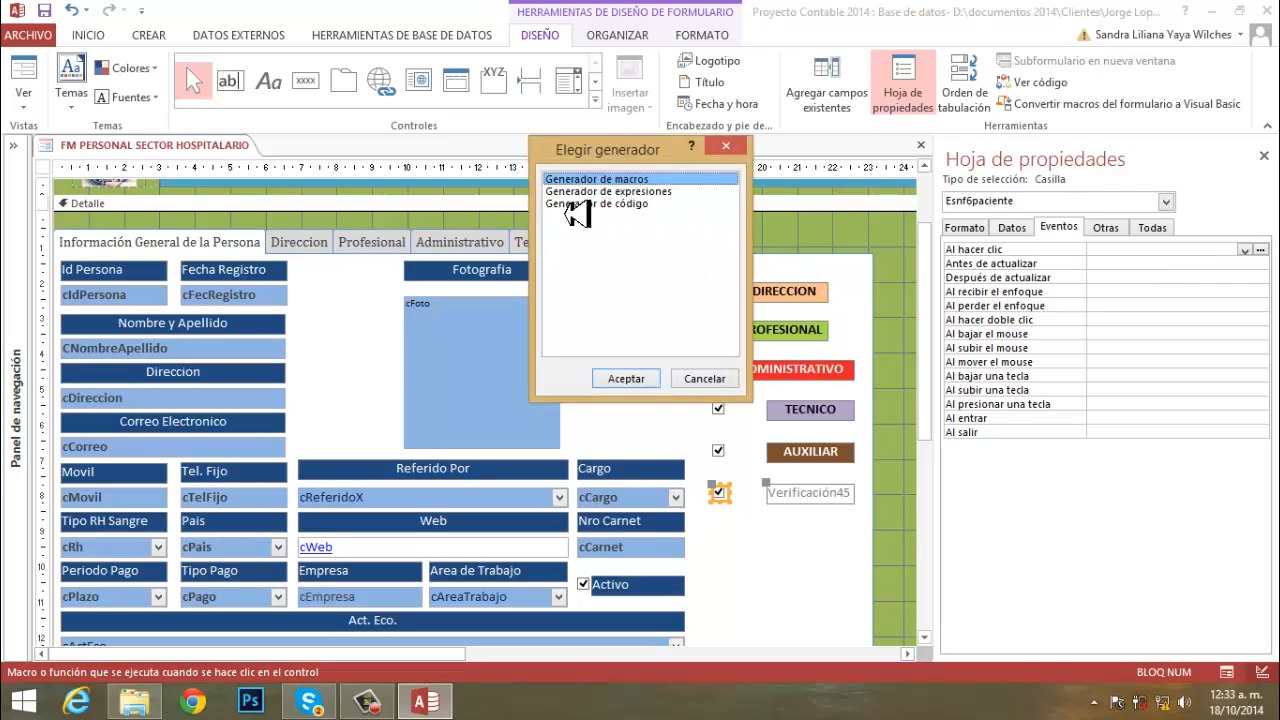 HERRAMIENTAS DE DISEÑO DE FORMULARIO
Proyecto Contable 2014 : Base de datos- D:\documentos 2014\Clientes\Jorge Lop...
ARCHIVO
INICIO
CREAR
DATOS EXTERNOS
HERRAMIENTAS DE BASE DE DATOS
DISEÑO
ORGANIZAR
FORMATO
Sandra Liliana Yaya Wilches
Ver
Vistas
Aa
Temas
Colores
Fuentes
Temas
ab
Aa
xxxx
XYZ
Controles
Insertar
imagen
Logotipo
Título
Fecha y hora
Encabezado y pie de...
Agregar campos
existentes
Hoja de
propiedades
Orden de
tabulación
Subformulario en nueva ventana
Ver código
Convertir macros del formulario a Visual Basic
Herramientas
Panel de navegación
FM PERSONAL SECTOR HOSPITALARIO
Detalle
Información General de la Persona
Direccion
Profesional
Administrativo
Te
Id Persona
Fecha Registro
Fotografia
cIdPersona
cFecRegistro
cFoto
Nombre y Apellido
CNombreApellido
Direccion
cDireccion
Correo Electronico
cCorreo
Movil
Tel. Fijo
Referido Por
Cargo
cMovil
cTelFijo
cReferidoX
cCargo
Tipo RH Sangre
Pais
Web
Nro Carnet
cRh
cPais
cWeb
cCarnet
Periodo Pago
Tipo Pago
Empresa
Area de Trabajo
Activo
cPlazo
cPago
cEmpresa
cAreaTrabajo
Act. Eco.
cActEco
DIRECCION
ROFESIONAL
DMINISTRATIVO
TECNICO
AUXILIAR
Verificación45
Elegir generador
?
Generador de macros
Generador de expresiones
Generador de código
Aceptar
Cancelar
Hoja de propiedades
Tipo de selección: Casilla
Esnf6paciente
Formato
Datos
Eventos
Otras
Todas
Al hacer clic
Antes de actualizar
Después de actualizar
Al recibir el enfoque
Al perder el enfoque
Al hacer doble clic
Al bajar el mouse
Al subir el mouse
Al mover el mouse
Al bajar una tecla
Al subir una tecla
Al presionar una tecla
Al entrar
Al salir
Macro o función que se ejecuta cuando se hace clic en el control
BLOQ NUM
12:33 a. m.
18/10/2014